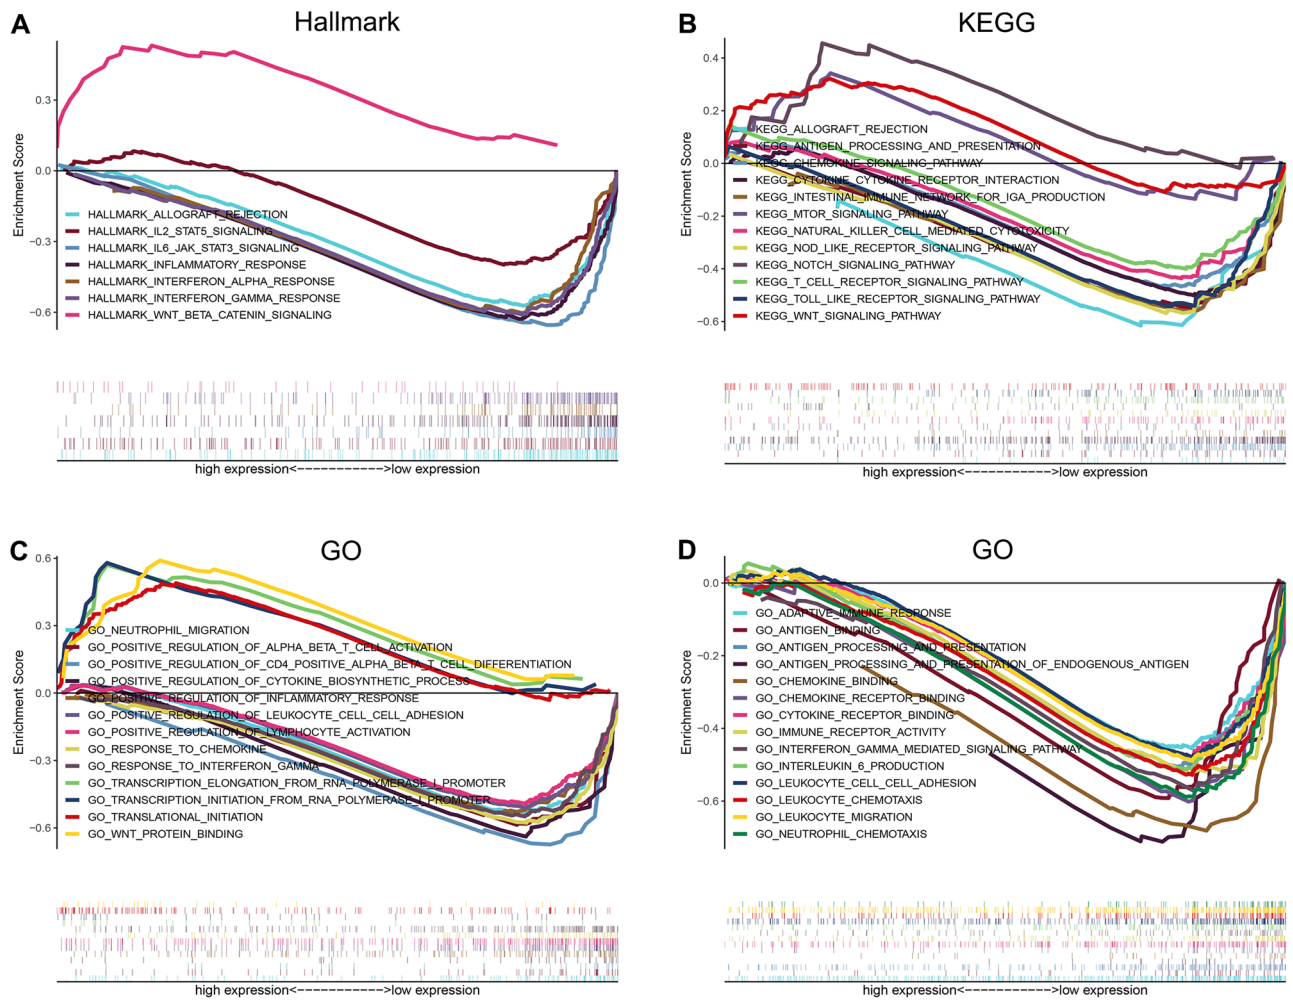 A
Hallmark
0.3
0.0
−0.3
−0.6
Enrichment Score
HALLMARK_ALLOGRAFT_REJECTION
HALLMARK_IL2_STAT5_SIGNALING
HALLMARK_IL6_JAK_STAT3_SIGNALING
HALLMARK_INFLAMMATORY_RESPONSE
HALLMARK_INTERFERON_ALPHA_RESPONSE
HALLMARK_INTERFERON_GAMMA_RESPONSE
HALLMARK_WNT_BETA_CATENIN_SIGNALING
high expression<−−−−−−−−−−−−>low expression
B
KEGG
0.4
0.2
0.0
−0.2
−0.4
−0.6
Enrichment Score
KEGG_ALLOGRAFT_REJECTION
KEGG_ANTIGEN_PROCESSING_AND_PRESENTATION
KEGG_CHEMOKINE_SIGNALING_PATHWAY
KEGG_CYTOKINE_CYTOKINE_RECEPTOR_INTERACTION
KEGG_INTESTINAL_IMMUNE_NETWORK_FOR_IGA_PRODUCTION
KEGG_MTOR_SIGNALING_PATHWAY
KEGG_NATURAL_KILLER_CELL_MEDIATED_CYTOTOXICITY
KEGG_NOD_LIKE_RECEPTOR_SIGNALING_PATHWAY
KEGG_NOTCH_SIGNALING_PATHWAY
KEGG_T_CELL_RECEPTOR_SIGNALING_PATHWAY
KEGG_TOLL_LIKE_RECEPTOR_SIGNALING_PATHWAY
KEGG_WNT_SIGNALING_PATHWAY
high expression<−−−−−−−−−−−−>low expression
C
GO
0.6
0.3
0.0
−0.3
−0.6
Enrichment Score
GO_NEUTROPHIL_MIGRATION
GO_POSITIVE_REGULATION_OF_ALPHA_BETA_T_CELL_ACTIVATION
GO_POSITIVE_REGULATION_OF_CD4_POSITIVE_ALPHA_BETA_T_CELL_DIFFERENTIATION
GO_POSITIVE_REGULATION_OF_CYTOKINE_BIOSYNTHETIC_PROCESS
GO_POSITIVE_REGULATION_OF_INFLAMMATORY_RESPONSE
GO_POSITIVE_REGULATION_OF_LEUKOCYTE_CELL_CELL_ADHESION
GO_POSITIVE_REGULATION_OF_LYMPHOCYTE_ACTIVATION
GO_RESPONSE_TO_CHEMOKINE
GO_RESPONSE_TO_INTERFERON_GAMMA
GO_TRANSCRIPTION_ELONGATION_FROM_RNA_POLYMERASE_I_PROMOTER
GO_TRANSCRIPTION_INITIATION_FROM_RNA_POLYMERASE_I_PROMOTER
GO_TRANSLATIONAL_INITIATION
GO_WNT_PROTEIN_BINDING
high expression<−−−−−−−−−−−−>low expression
D
GO
0.0
−0.2
−0.4
−0.6
Enrichment Score
GO_ADAPTIVE_IMMUNE_RESPONSE
GO_ANTIGEN_BINDING
GO_ANTIGEN_PROCESSING_AND_PRESENTATION
GO_ANTIGEN_PROCESSING_AND_PRESENTATION_OF_ENDOGENOUS_ANTIGEN
GO_CHEMOKINE_BINDING
GO_CHEMOKINE_RECEPTOR_BINDING
GO_CYTOKINE_RECEPTOR_BINDING
GO_IMMUNE_RECEPTOR_ACTIVITY
GO_INTERFERON_GAMMA_MEDIATED_SIGNALING_PATHWAY
GO_INTERLEUKIN_6_PRODUCTION
GO_LEUKOCYTE_CELL_CELL_ADHESION
GO_LEUKOCYTE_CHEMOTAXIS
GO_LEUKOCYTE_MIGRATION
GO_NEUTROPHIL_CHEMOTAXIS
high expression<−−−−−−−−−−−−>low expression